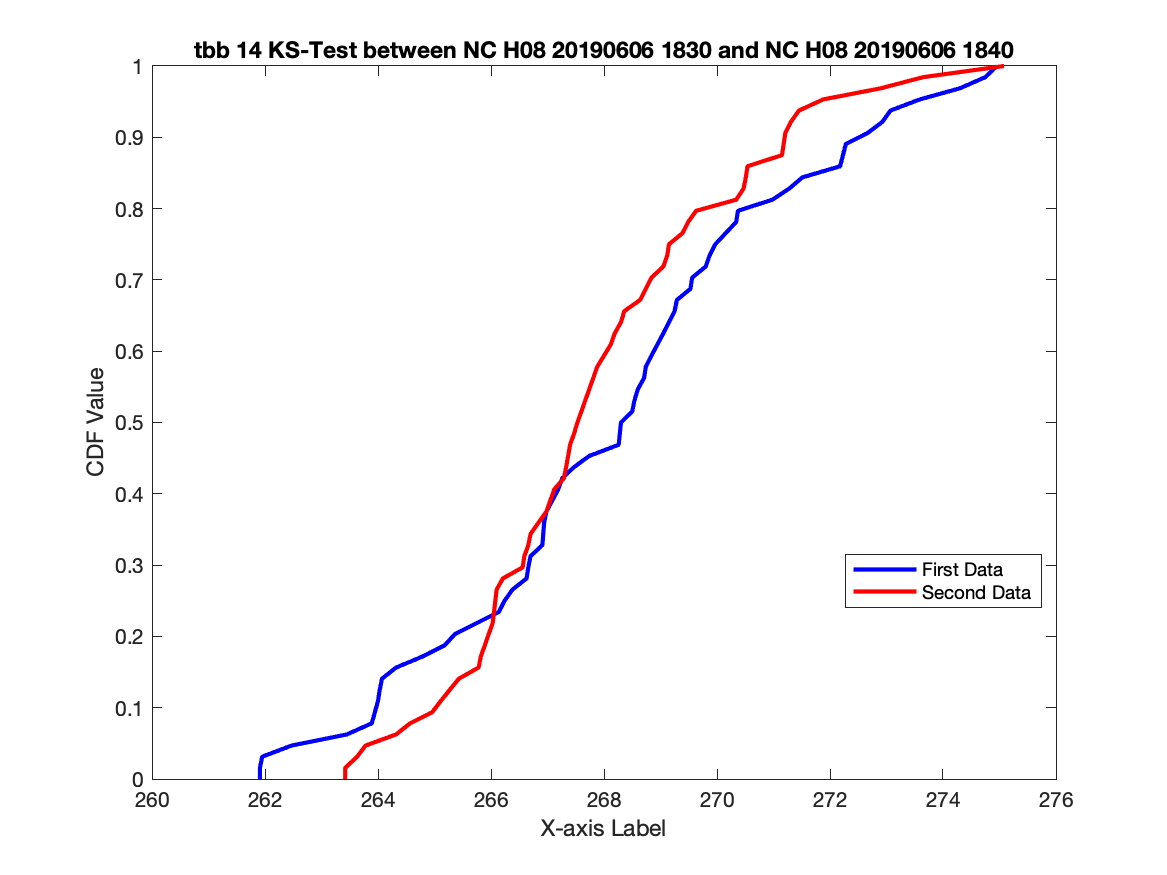 tbb 14 KS-Test between NC H08 20190606 1830 and NC H08 20190606 1840
1
0.9
0.8
0.7
0.6
0.5
0.4
0.3
0.2
0.1
0
CDF Value
First Data
Second Data
260 262 264 266 268 270 272 274 276
X-axis Label